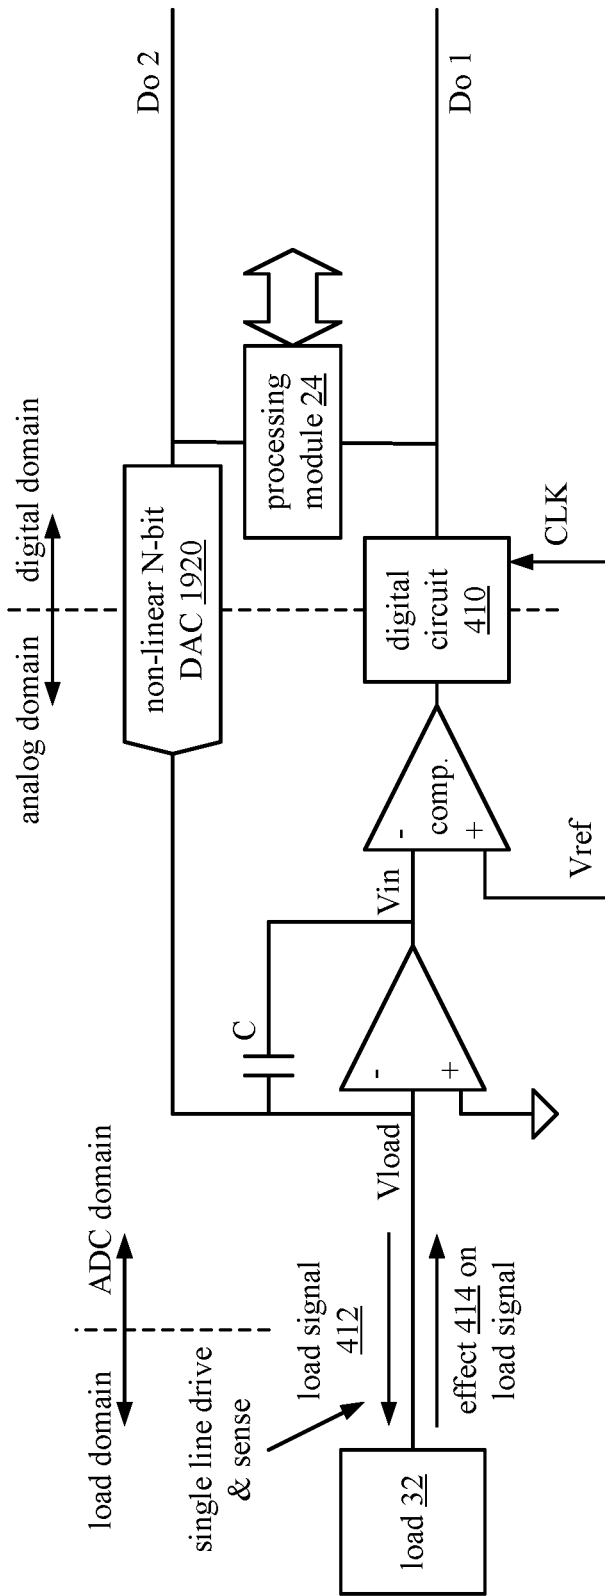 load domain
ADC domain
analog domain
digital domain
single line drive
& sense
load signal
412
effect 414 on
load signal
load 32
Vload
C
-
+
Vin
non-linear N-bit
DAC 1920
-
comp.
+
Vref
digital
circuit
410
CLK
processing
module 24
Do 2
Do 1